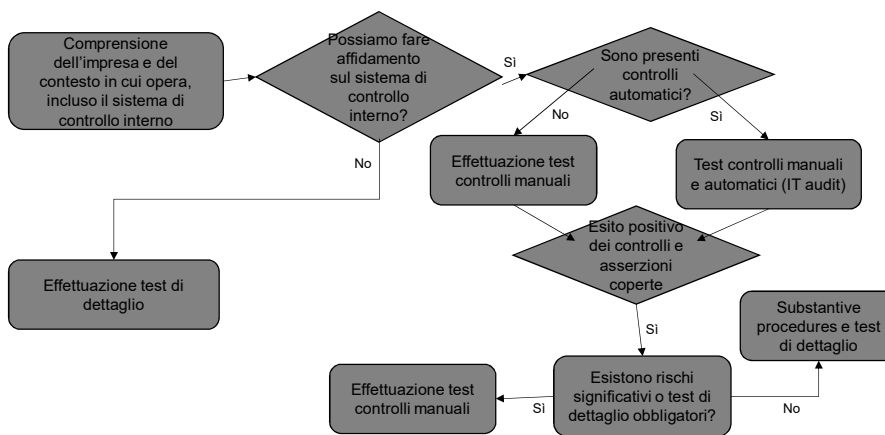 Comprensione
dell'impresa e del
contesto in cui opera,
incluso il sistema di
controllo interno
Possiamo fare
affidamento
sul sistema di
controllo
interno?
Sì
Sono presenti
controlli
automatici?
No
Sì
No
Effettuazione test
controlli manuali
Test controlli manuali
e automatici (IT audit)
Esito positivo
dei controlli e
asserzioni
coperte
Effettuazione test di
dettaglio
Sì
Substantive
procedures e test
di dettaglio
Effettuazione test
controlli manuali
Sì
Esistono rischi
significativi o test di
dettaglio obbligatori?
No